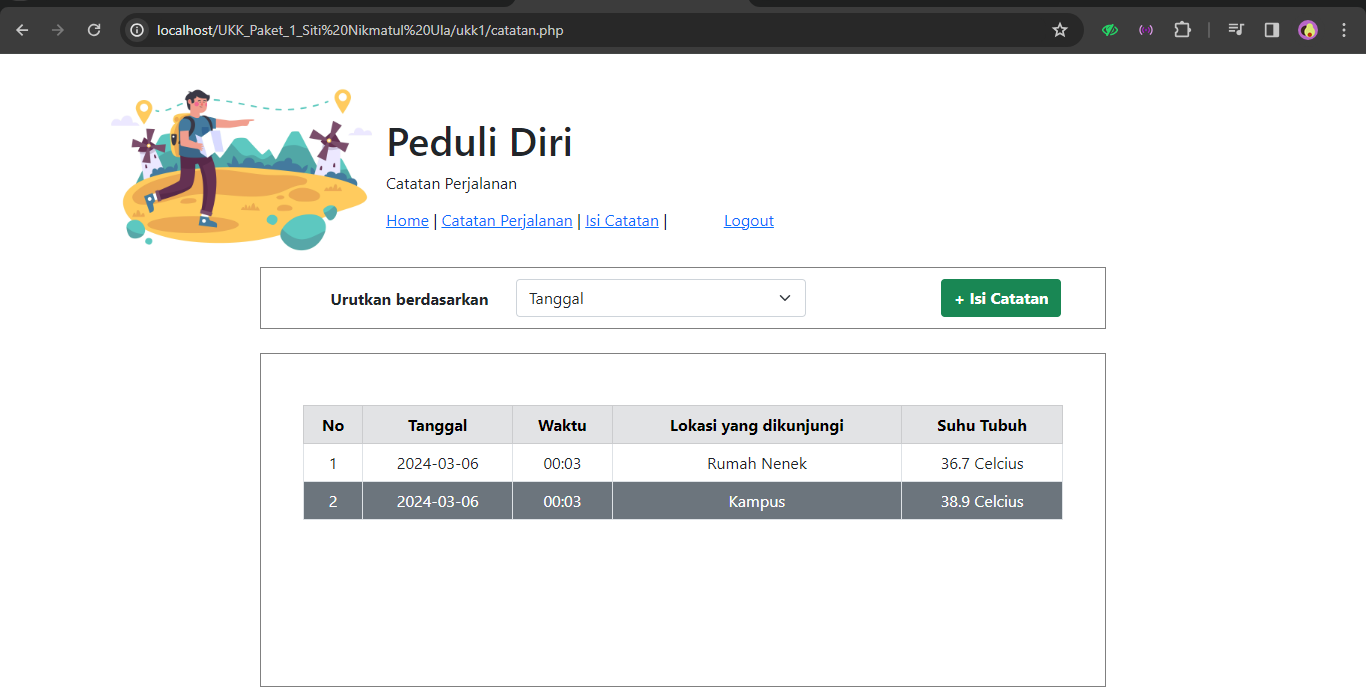 localhost/UKK_Paket_1_Siti%20Nikmatul%20Ula/ukk1/catatan.php
Peduli Diri
Catatan Perjalanan
Home | Catatan Perjalanan | Isi Catatan | Logout
Urutkan berdasarkan Tanggal + Isi Catatan
No Tanggal Waktu Lokasi yang dikunjungi Suhu Tubuh
1 2024-03-06 00:03 Rumah Nenek 36.7 Celcius
2 2024-03-06 00:03 Kampus 38.9 Celcius